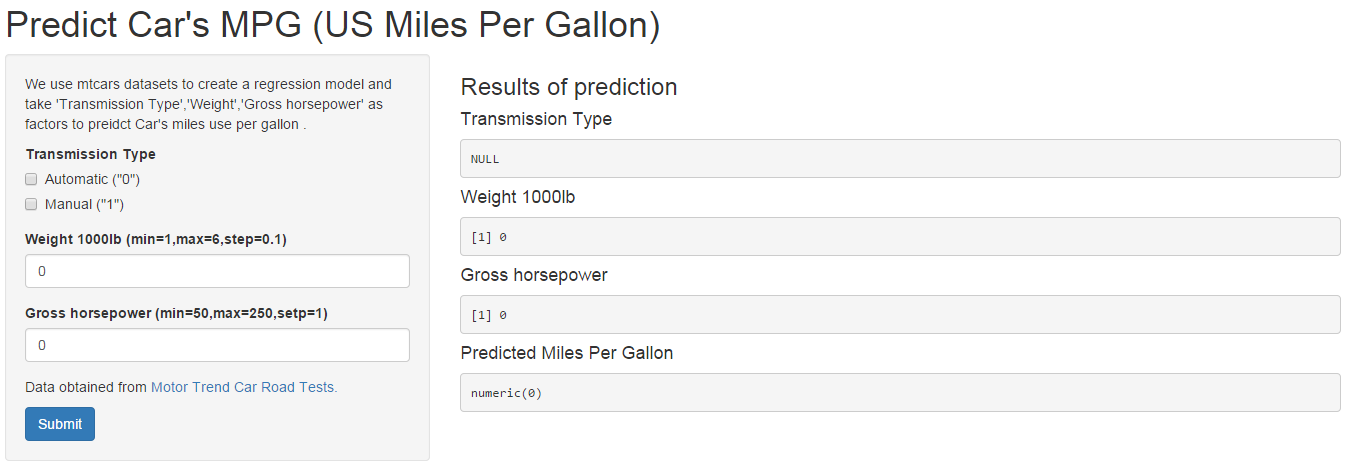 Predict Car's MPG (US Miles Per Gallon)
We use mtcars datasets to create a regression model and
take 'Transmission Type','Weight','Gross horsepower' as
factors to preidct Car's miles use per gallon .
Transmission Type
Automatic ("0")
Manual ("1")
Weight 1000lb (min=1,max=6,step=0.1)
0
Gross horsepower (min=50,max=250,setp=1)
0
Data obtained from Motor Trend Car Road Tests.
Submit
Results of prediction
Transmission Type
NULL
Weight 1000lb
[1] 0
Gross horsepower
[1] 0
Predicted Miles Per Gallon
numeric(0)